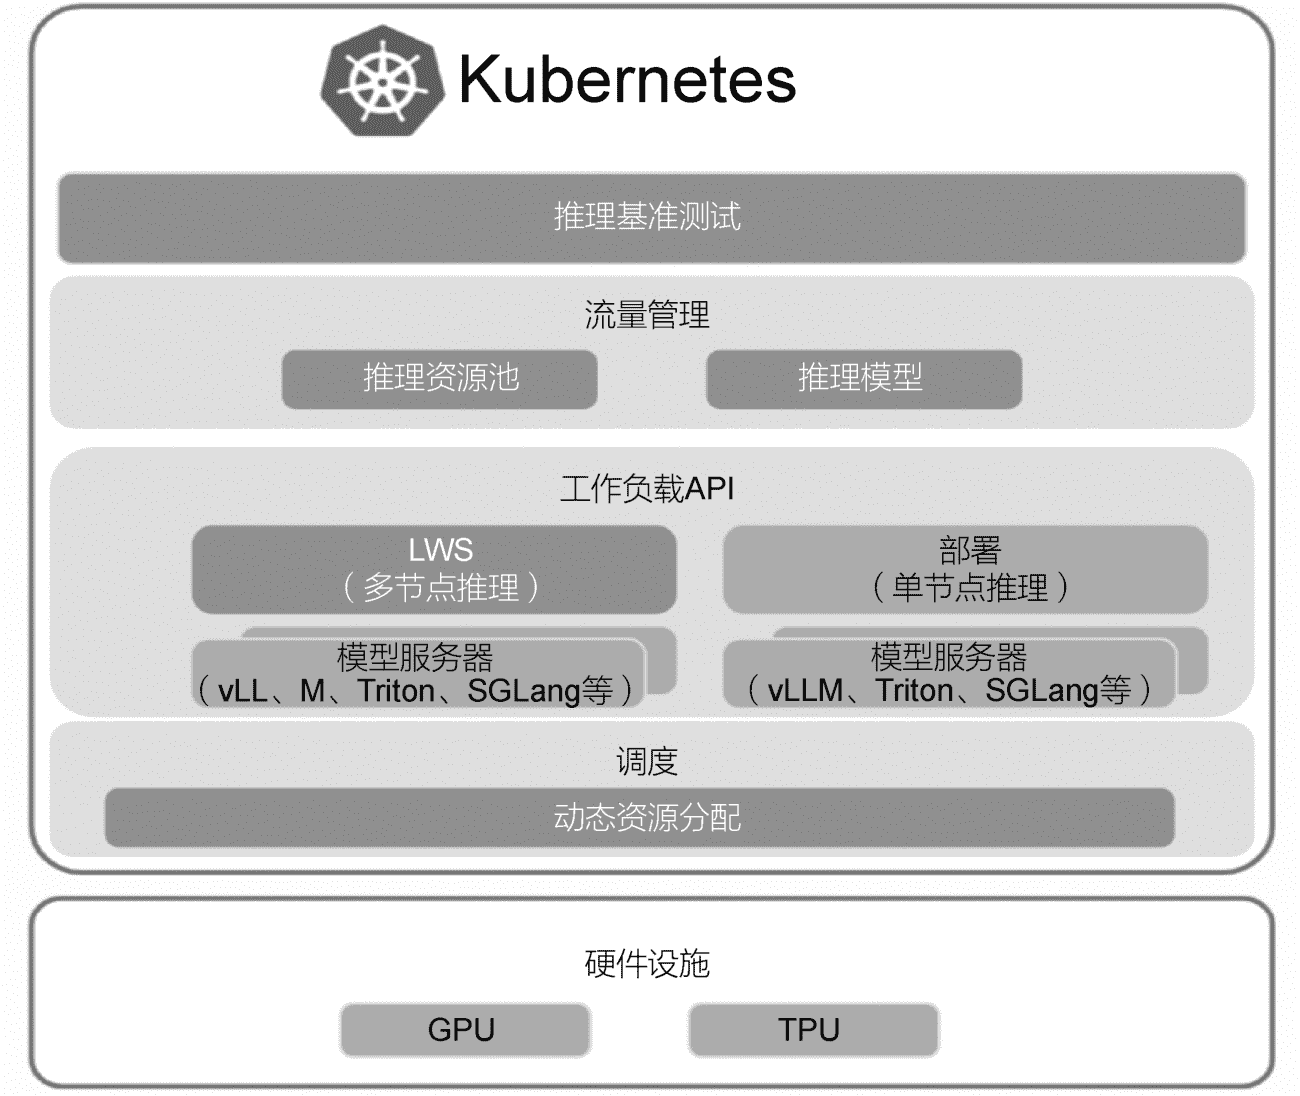 Kubernetes
推理基准测试
流量管理
推理资源池
推理模型
工作负载API
LWS
（多节点推理）
部署
（单节点推理）
模型服务器
（vLL、M、Triton、SGLang等）
模型服务器
（vLLM、Triton、SGLang等）
调度
动态资源分配
硬件设施
GPU
TPU